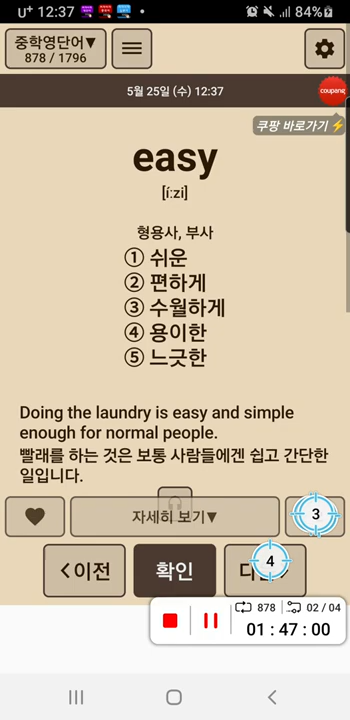 U+ 12:37 84%
중학영단어▼
878 / 1796
5월 25일 (수) 12:37
coupang
쿠팡 바로가기⚡
easy
[íːzi]
형용사, 부사
① 쉬운
② 편하게
③ 수월하게
④ 용이한
⑤ 느긋한
Doing the laundry is easy and simple
enough for normal people.
빨래를 하는 것은 보통 사람들에겐 쉽고 간단한
일입니다.
자세히 보기▼
3
<이전
확인
4
878 02 / 04
01 : 47 : 00